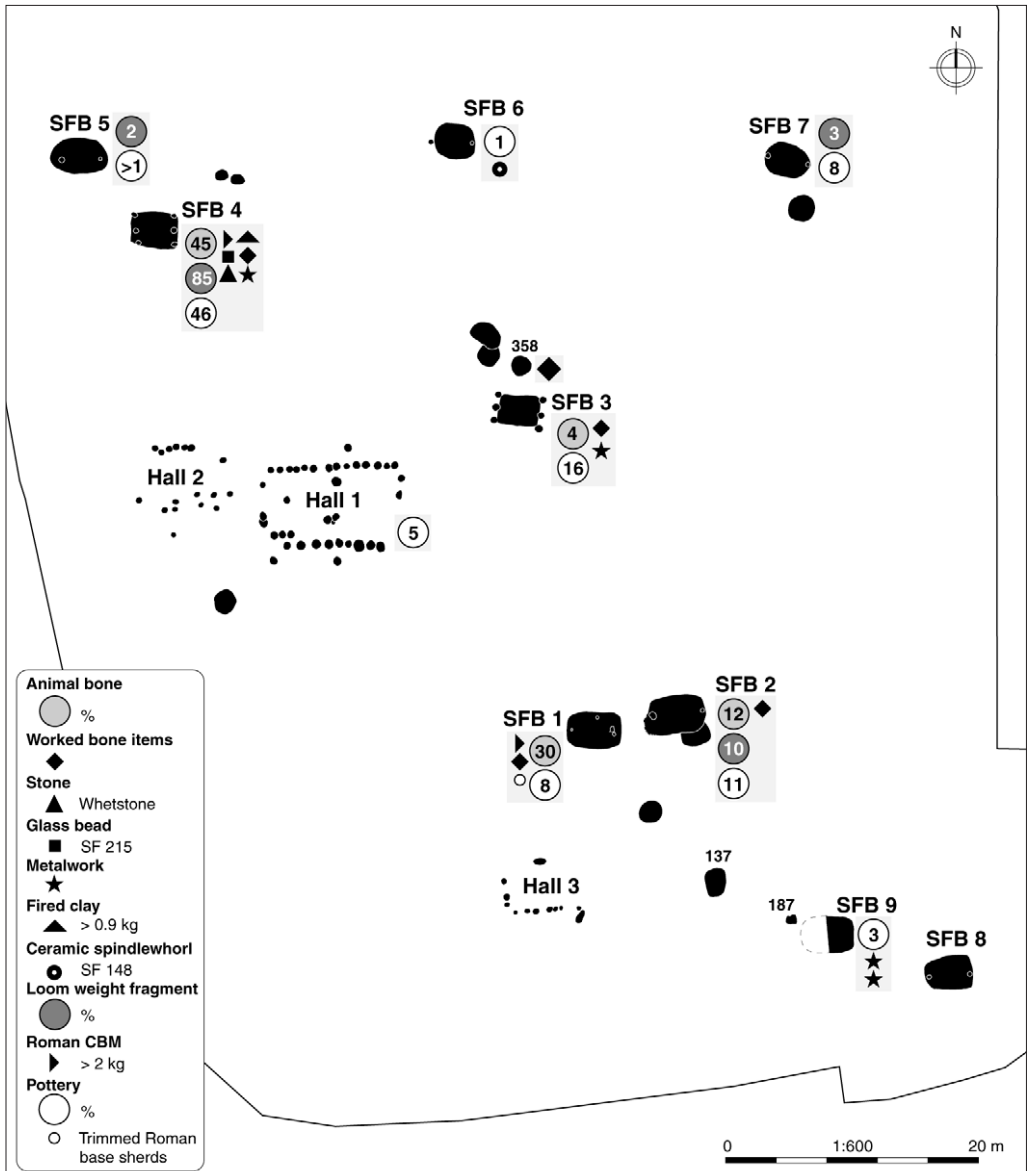 N
SFB 5
2
>1
SFB 6
1
SFB 7
3
8
SFB 4
45
85
46
358
SFB 3
4
16
Hall 2
Hall 1
5
SFB 1
30
8
SFB 2
12
10
11
Hall 3
137
187
SFB 9
3
SFB 8
Animal bone
%
Worked bone items
Stone
Whetstone
Glass bead
SF 215
Metalwork
Fired clay
> 0.9 kg
Ceramic spindlewhorl
SF 148
Loom weight fragment
%
Roman CBM
> 2 kg
Pottery
%
Trimmed Roman
base sherds
0 1:600 20 m